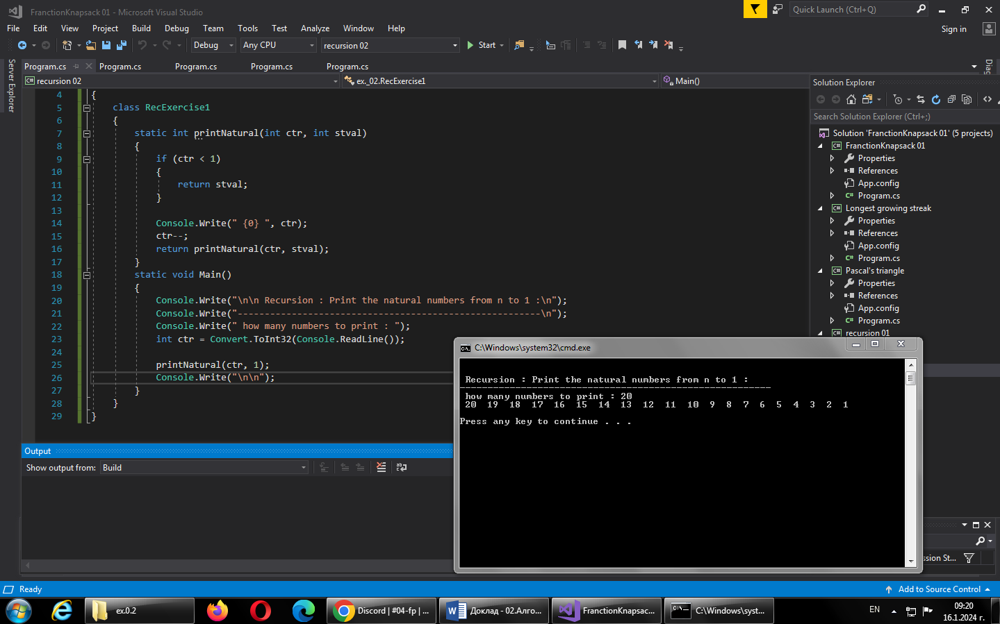 FranctionKnapsack 01 - Microsoft Visual Studio
Quick Launch (Ctrl+Q)
File Edit View Project Build Debug Team Tools Test Analyze Window Help
Sign in
Debug Any CPU recursion 02 Start
Server Explorer
Program.cs Program.cs Program.cs Program.cs Program.cs
C# recursion 02 ex._02.RecExercise1 Main()
4 {
5 class RecExercise1
6 {
7 static int printNatural(int ctr, int stval)
8 {
9 if (ctr < 1)
10 {
11 return stval;
12 }
13
14 Console.Write(" {0} ", ctr);
15 ctr--;
16 return printNatural(ctr, stval);
17 }
18 static void Main()
19 {
20 Console.Write("\n\n Recursion : Print the natural numbers from n to 1 :\n");
21 Console.Write("--------------------------------------------------------\n");
22 Console.Write(" how many numbers to print : ");
23 int ctr = Convert.ToInt32(Console.ReadLine());
24
25 printNatural(ctr, 1);
26 Console.Write("\n\n");
27 }
28 }
29 }
Diag
Solution Explorer
Search Solution Explorer (Ctrl+;)
Solution 'FranctionKnapsack 01' (5 projects)
C# FranctionKnapsack 01
Properties
References
App.config
C# Program.cs
C# Longest growing streak
Properties
References
App.config
C# Program.cs
C# Pascal's triangle
Properties
References
App.config
C# Program.cs
C# recursion 01
C:\Windows\system32\cmd.exe
Recursion : Print the natural numbers from n to 1 :
--------------------------------------------------------
how many numbers to print : 20
20 19 18 17 16 15 14 13 12 11 10 9 8 7 6 5 4 3 2 1
Press any key to continue . . .
Output
Show output from: Build
ssion St...
Ready
Add to Source Control
ex.0.2
Discord | #04-fp | ...
Доклад - 02.Алго...
FranctionKnapsac...
C:\Windows\syst...
EN
09:20
16.1.2024 г.